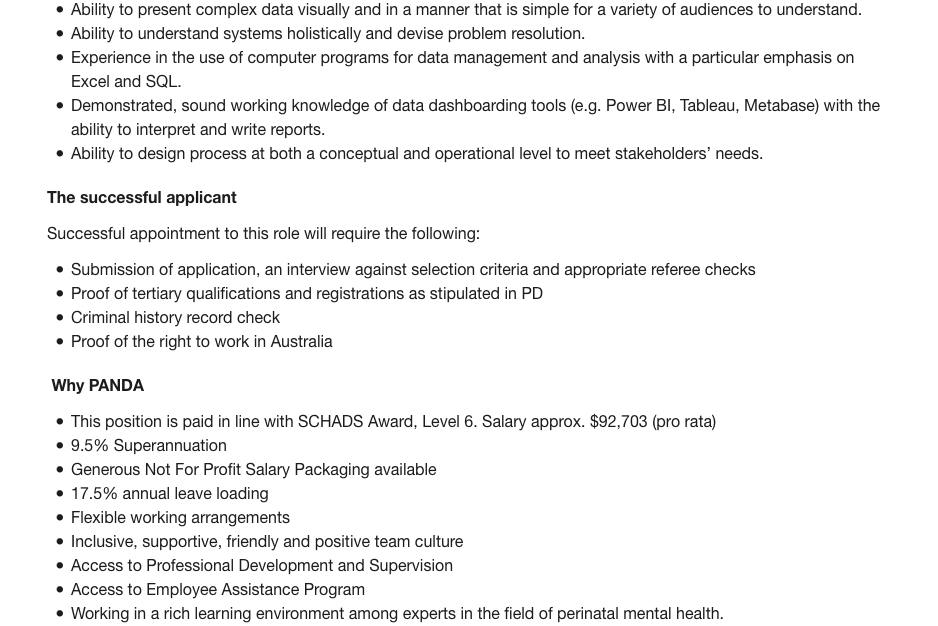 • Ability to present complex data visually and in a manner that is simple for a variety of audiences to understand.
• Ability to understand systems holistically and devise problem resolution.
• Experience in the use of computer programs for data management and analysis with a particular emphasis on
Excel and SQL.
• Demonstrated, sound working knowledge of data dashboarding tools (e.g. Power BI, Tableau, Metabase) with the
ability to interpret and write reports.
• Ability to design process at both a conceptual and operational level to meet stakeholders’ needs.
The successful applicant
Successful appointment to this role will require the following:
• Submission of application, an interview against selection criteria and appropriate referee checks
• Proof of tertiary qualifications and registrations as stipulated in PD
• Criminal history record check
• Proof of the right to work in Australia
Why PANDA
• This position is paid in line with SCHADS Award, Level 6. Salary approx. $92,703 (pro rata)
• 9.5% Superannuation
• Generous Not For Profit Salary Packaging available
• 17.5% annual leave loading
• Flexible working arrangements
• Inclusive, supportive, friendly and positive team culture
• Access to Professional Development and Supervision
• Access to Employee Assistance Program
• Working in a rich learning environment among experts in the field of perinatal mental health.